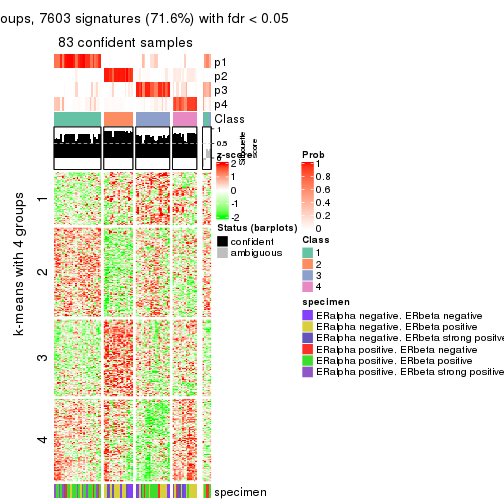 oups, 7603 signatures (71.6%) with fdr < 0.05
83 confident samples
p1
p2
p3
p4
Class
1
0.5
0
Silhouette
score
z-score
2
1
0
-1
-2
Status (barplots)
confident
ambiguous
Prob
1
0.8
0.6
0.4
0.2
0
Class
1
2
3
4
specimen
ERalpha negative. ERbeta negative
ERalpha negative. ERbeta positive
ERalpha negative. ERbeta strong positive
ERalpha positive. ERbeta negative
ERalpha positive. ERbeta positive
ERalpha positive. ERbeta strong positive
k-means with 4 groups
1
2
3
4
specimen